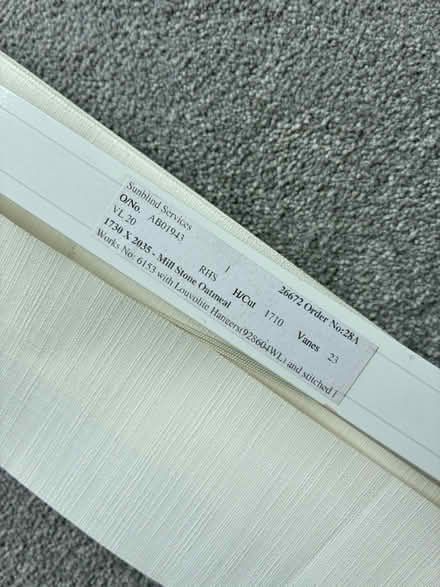 Sunblind Services
O/No. AB01943
VL 20 RHS 1 26672 Order No:28A
1730 X 2035 - Mill Stone Oatmeal H/Cut 1710 Vanes 23
Works No: 6153 with Louvolite Hangers(928604WL) and stitched